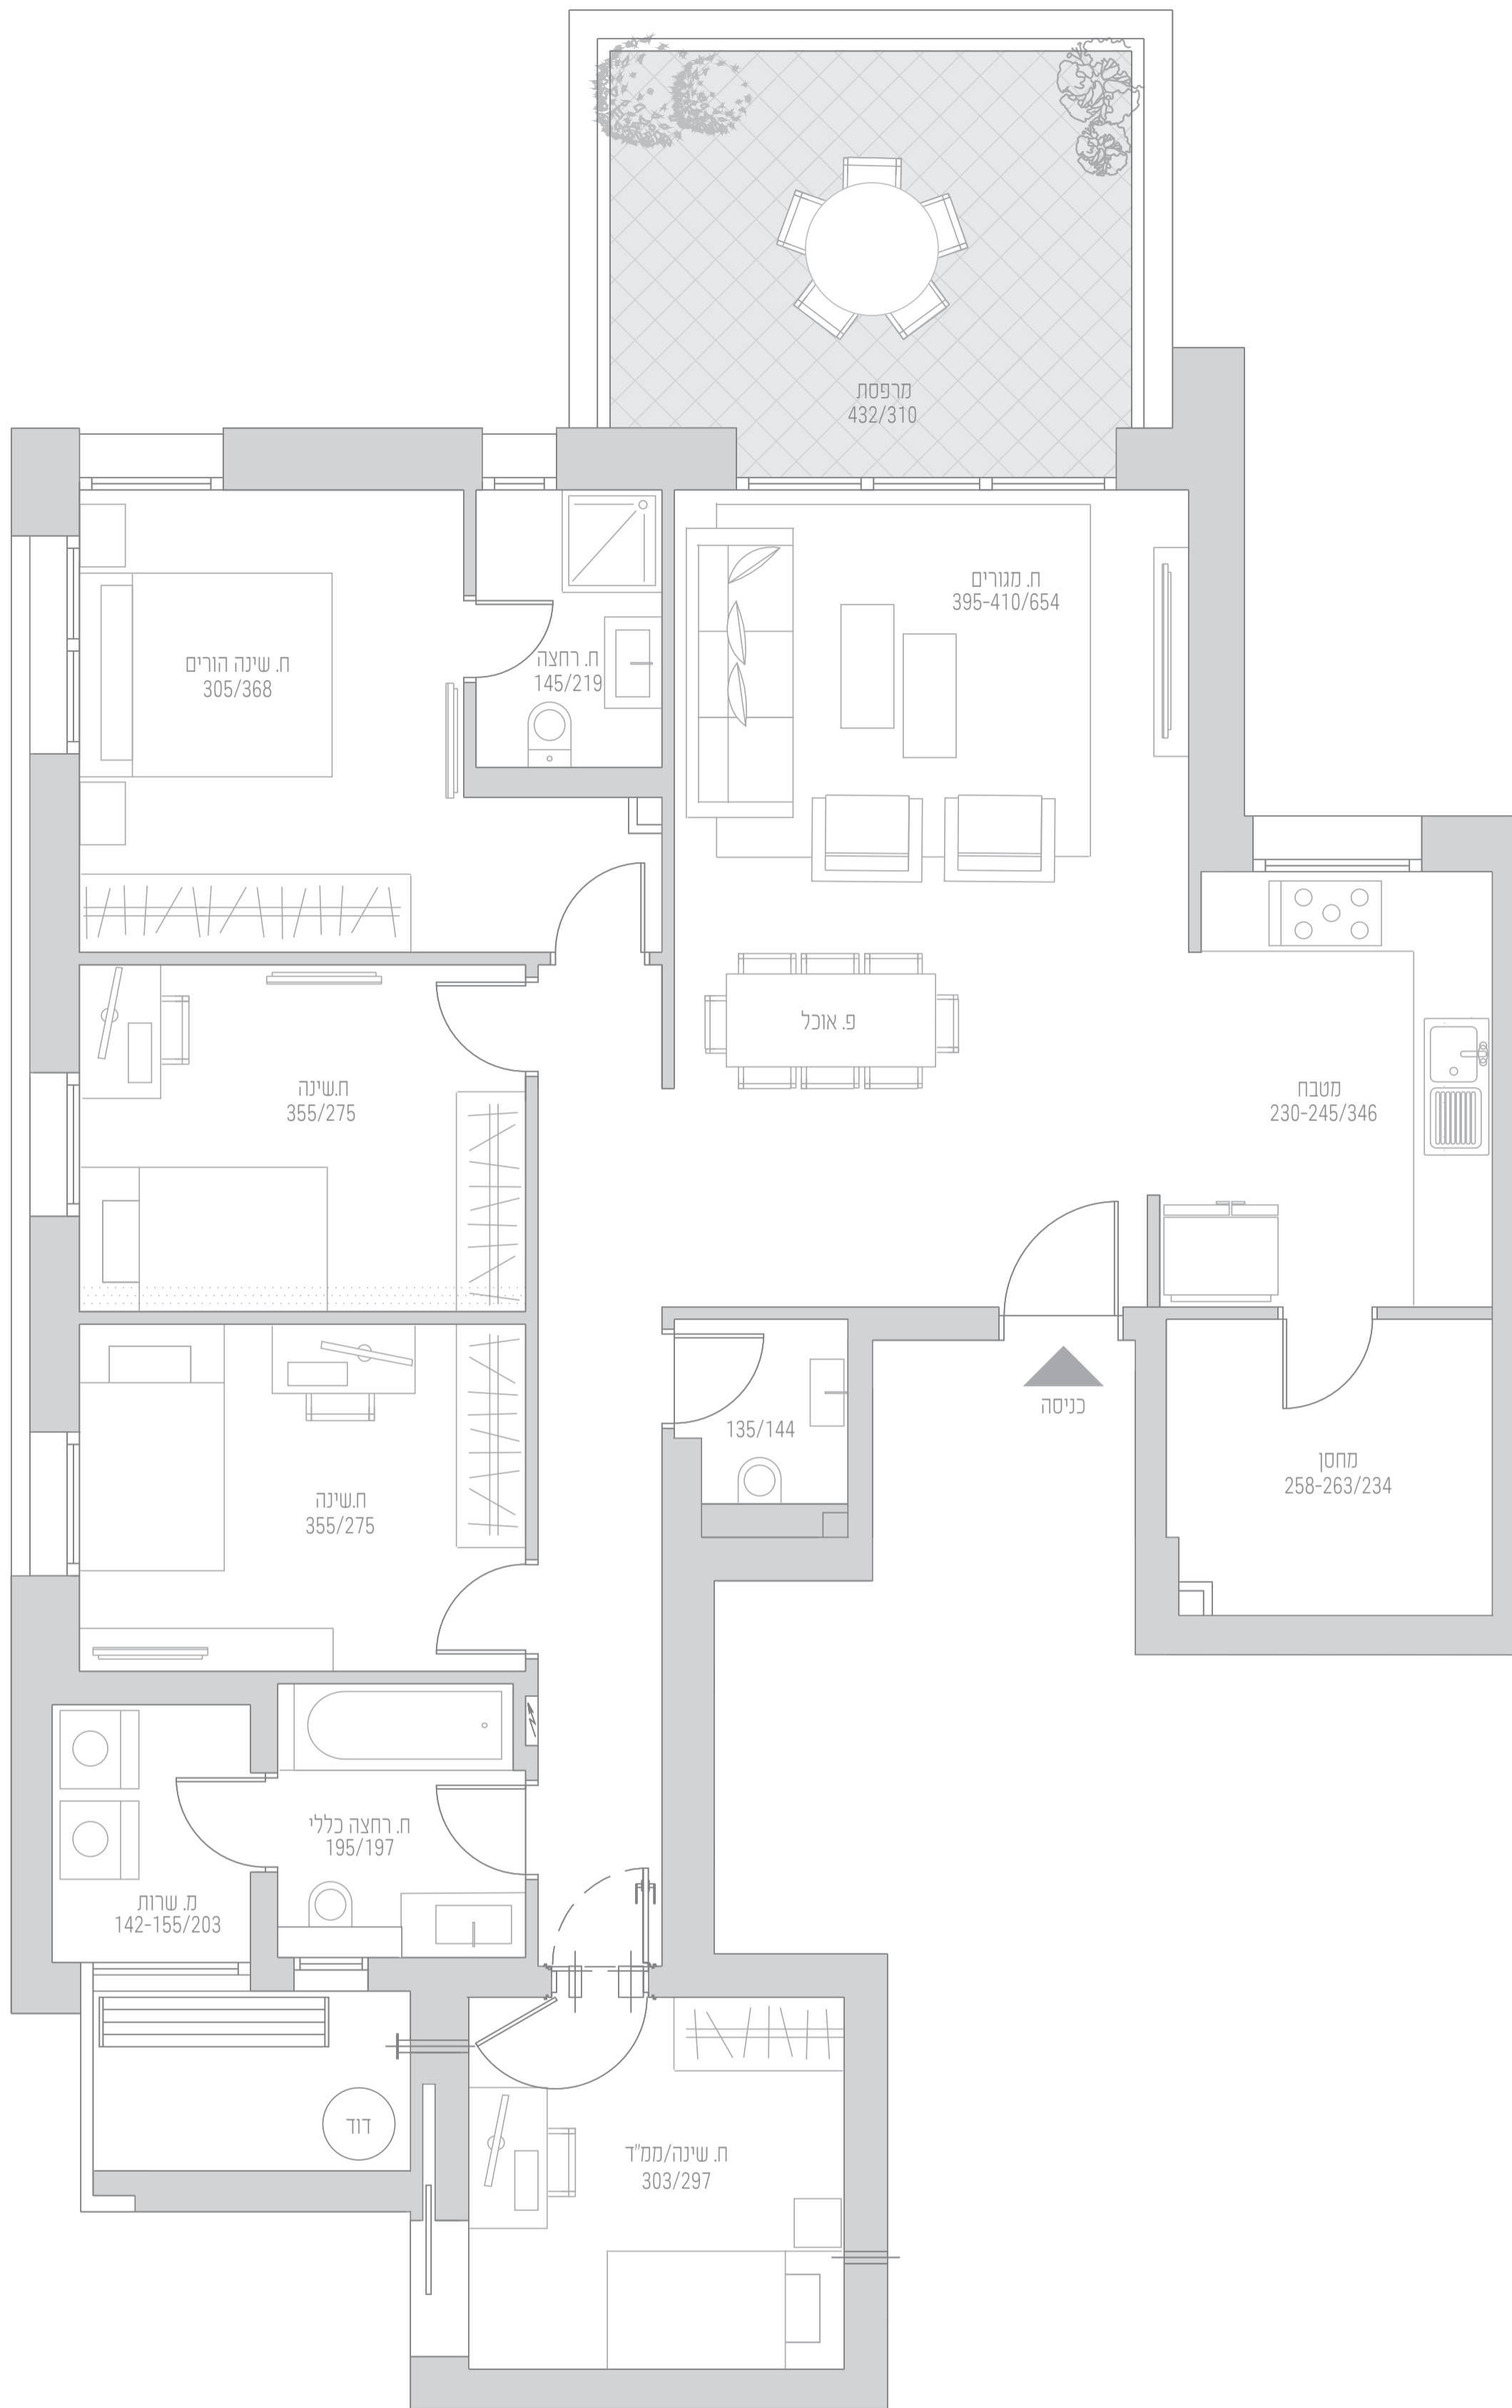 מרפסת
432/310
ח. מגורים
395-410/654
ח. רחצה
145/219
ח. שינה הורים
305/368
פ. אוכל
מטבח
230-245/346
ח.שינה
355/275
כניסה
135/144
מחסן
258-263/234
ח.שינה
355/275
ח. רחצה כללי
195/197
מ. שרות
142-155/203
דוד
ח. שינה/ממ"ד
303/297